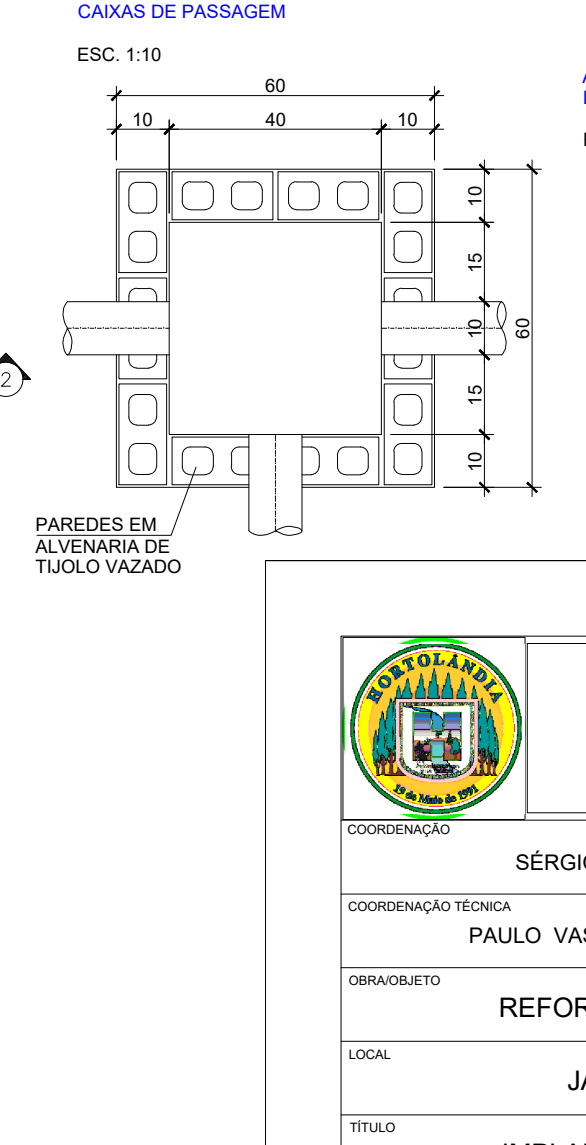 CAIXAS DE PASSAGEM
ESC. 1:10
60
10
40
10
10
15
10
15
10
60
2
PAREDES EM
ALVENARIA DE
TIJOLO VAZADO
HORTOLÂNDIA
19 de Maio de 1991
COORDENAÇÃO
SÉRGIO
COORDENAÇÃO TÉCNICA
PAULO VAS
OBRA/OBJETO
REFOR
LOCAL
JA
TÍTULO